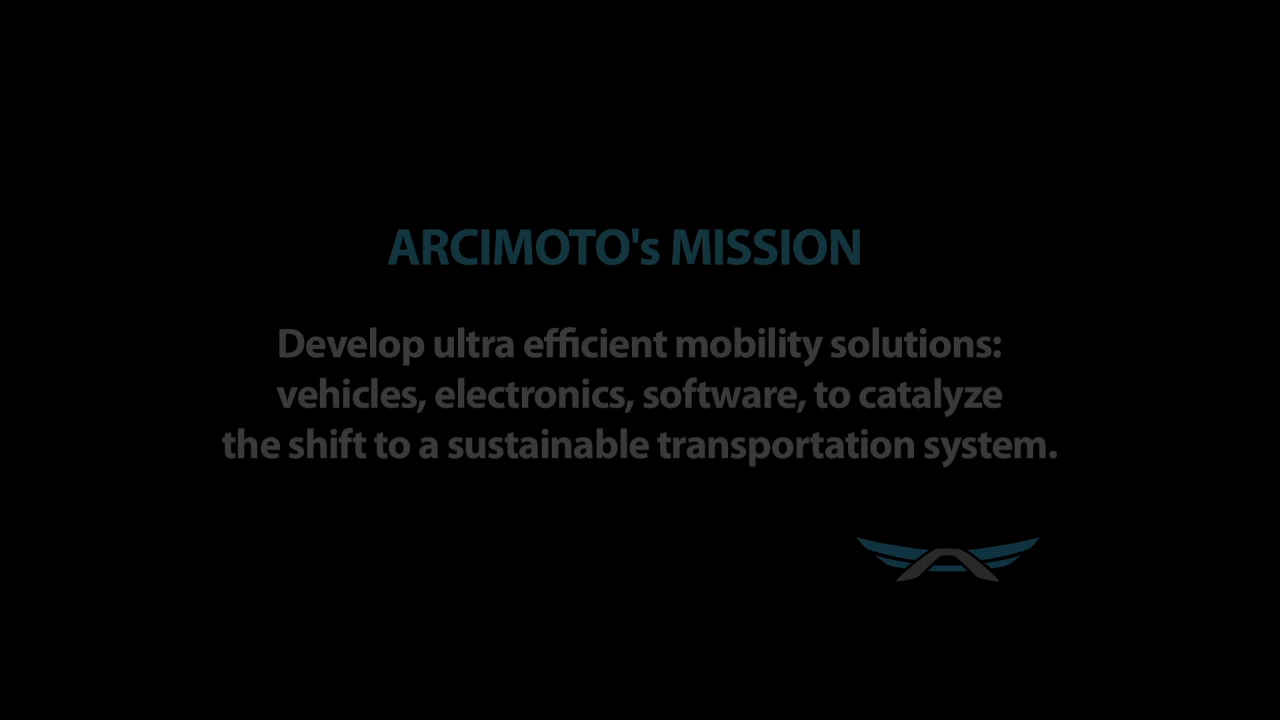 ARCIMOTO's MISSION
Develop ultra efficient mobility solutions:
vehicles, electronics, software, to catalyze
the shift to a sustainable transportation system.